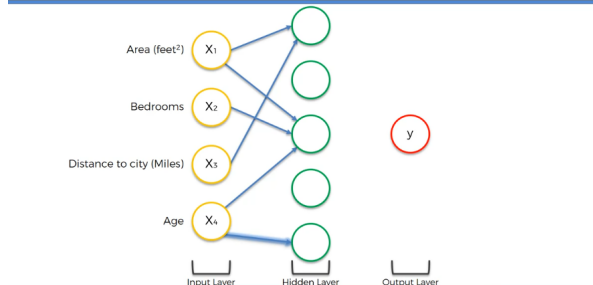 Area (feet²) X₁
Bedrooms X₂
Distance to city (Miles) X₃
Age X₄
y
Input Layer Hidden Layer Output Layer